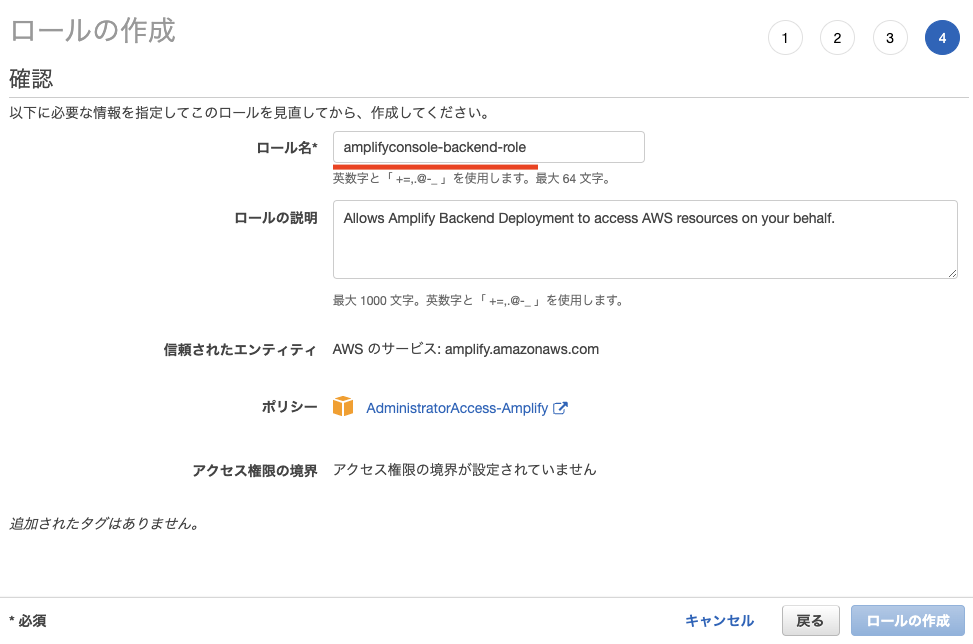 ロールの作成
1 2 3 4
確認
以下に必要な情報を指定してこのロールを見直してから、作成してください。
ロール名* amplifyconsole-backend-role
英数字と「 +=,.@-_ 」を使用します。最大 64 文字。
ロールの説明 Allows Amplify Backend Deployment to access AWS resources on your behalf.
最大 1000 文字。英数字と「 +=,.@-_ 」を使用します。
信頼されたエンティティ AWS のサービス: amplify.amazonaws.com
ポリシー AdministratorAccess-Amplify
アクセス権限の境界 アクセス権限の境界が設定されていません
追加されたタグはありません。
* 必須 キャンセル 戻る ロールの作成